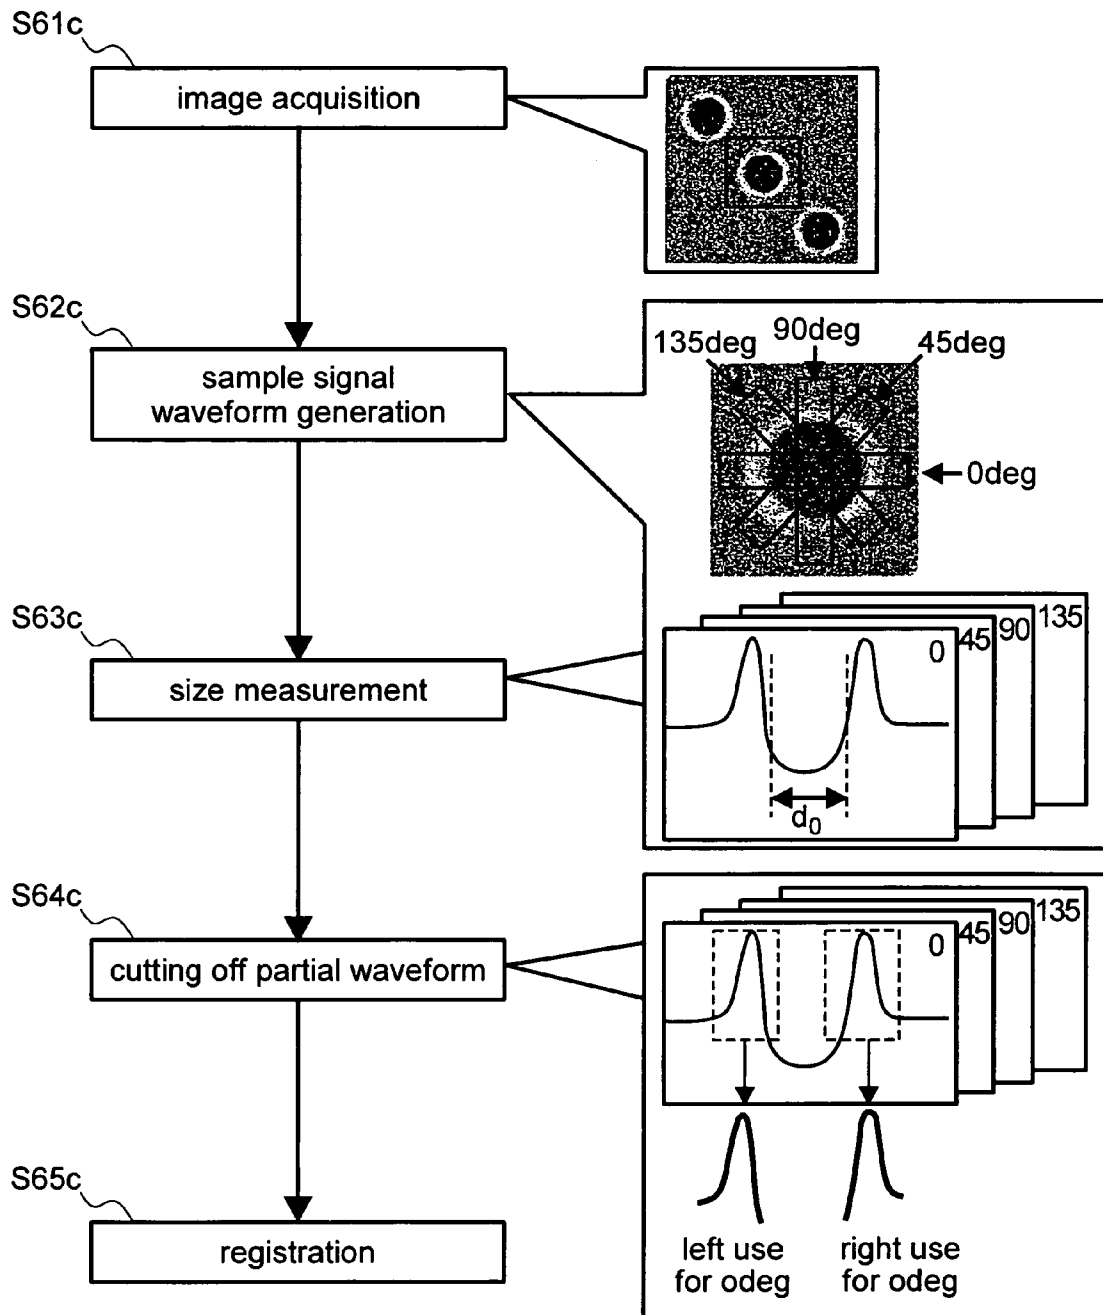 S61c
image acquisition
S62c
sample signal
waveform generation
90deg
135deg
45deg
0deg
S63c
size measurement
0
45
90
135
d0
S64c
cutting off partial waveform
0
45
90
135
S65c
registration
left use
for odeg
right use
for odeg